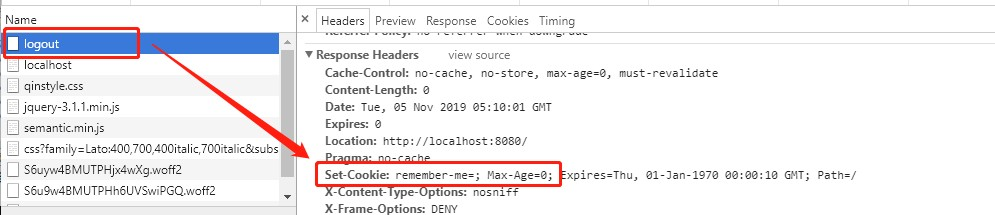 Name
logout
localhost
qinstyle.css
jquery-3.1.1.min.js
semantic.min.js
css?family=Lato:400,700,400italic,700italic&subs
S6uyw4BMUTPHjx4wXg.woff2
S6u9w4BMUTPHh6UVSwiPGQ.woff2
× Headers Preview Response Cookies Timing
Referrer Policy: no-referrer-when-downgrade
▼ Response Headers view source
Cache-Control: no-cache, no-store, max-age=0, must-revalidate
Content-Length: 0
Date: Tue, 05 Nov 2019 05:10:01 GMT
Expires: 0
Location: http://localhost:8080/
Pragma: no-cache
Set-Cookie: remember-me=; Max-Age=0; Expires=Thu, 01-Jan-1970 00:00:10 GMT; Path=/
X-Content-Type-Options: nosniff
X-Frame-Options: DENY